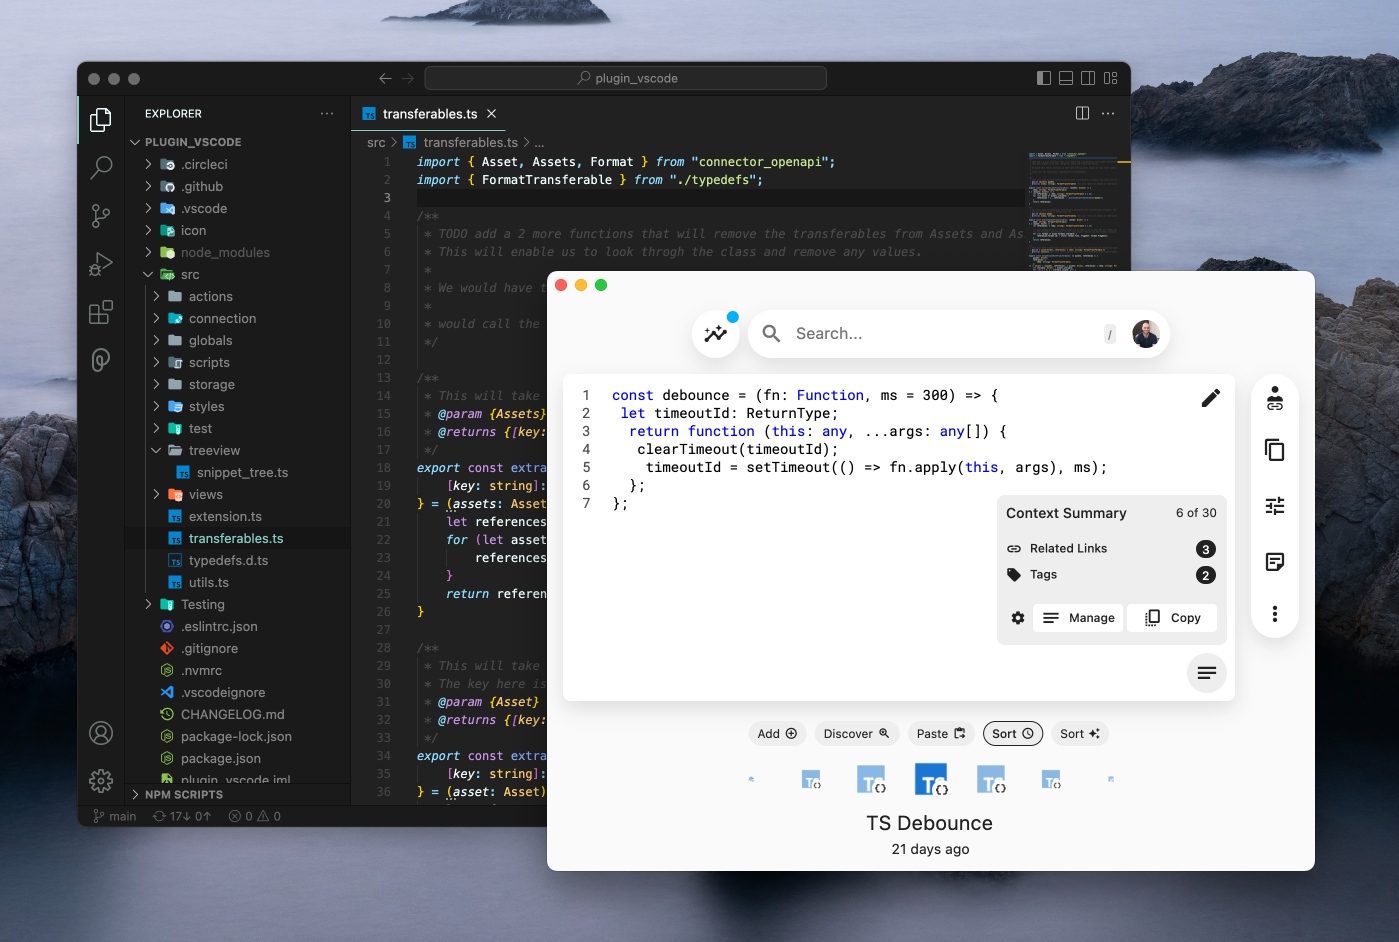 plugin_vscode
EXPLORER
PLUGIN_VSCODE
.circleci
.github
.vscode
icon
node_modules
src
actions
connection
globals
scripts
storage
styles
test
treeview
snippet_tree.ts
views
extension.ts
transferables.ts
typedefs.d.ts
utils.ts
Testing
.eslintrc.json
.gitignore
.nvmrc
.vscodeignore
CHANGELOG.md
package-lock.json
package.json
plugin_vscode.iml
NPM SCRIPTS
main 17↓ 0↑ 0 0
transferables.ts
src > transferables.ts > ...
1 import { Asset, Assets, Format } from "connector_openapi";
2 import { FormatTransferable } from "./typedefs";
3
4 /**
5 * TODO add a 2 more functions that will remove the transferables from Assets and As
6 * This will enable us to look throgh the class and remove any values.
7 *
8 * We would have t
9 *
10 * would call the
11 */
12
13 /**
14 * This will take
15 * @param {Assets}
16 * @returns {[key:
17 */
18 export const extra
19 [key: string]:
20 } = (assets: Asset
21 let references
22 for (let asset
23 references
24 }
25 return referen
26 }
27
28 /**
29 * This will take
30 * The key here is
31 * @param {Asset}
32 * @returns {[key:
33 */
34 export const extra
35 [key: string]:
36 } = (asset: Asset)
Search...
/
1 const debounce = (fn: Function, ms = 300) => {
2 let timeoutId: ReturnType;
3 return function (this: any, ...args: any[]) {
4 clearTimeout(timeoutId);
5 timeoutId = setTimeout(() => fn.apply(this, args), ms);
6 };
7 };
Context Summary 6 of 30
Related Links 3
Tags 2
Manage Copy
Add Discover Paste Sort Sort
TS Debounce
21 days ago